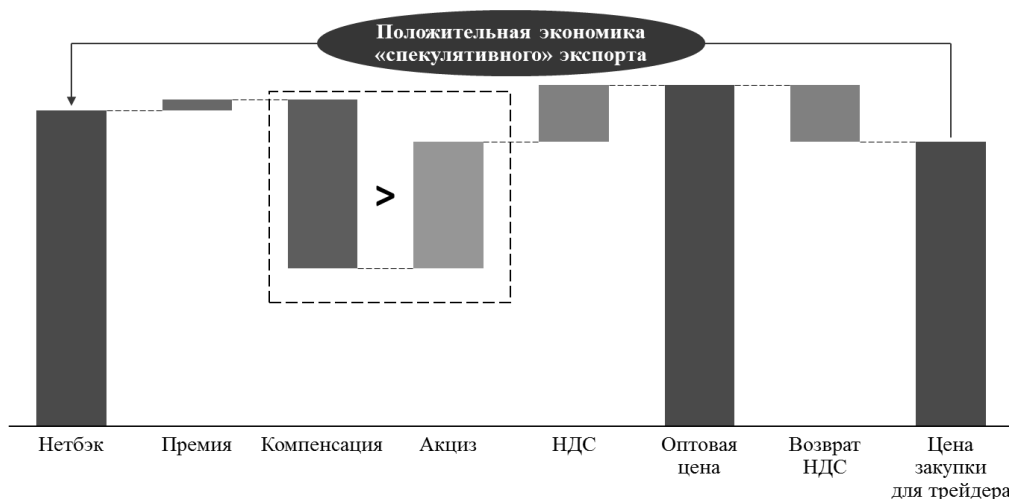 Положительная экономика
«спекулятивного» экспорта
>
Нетбэк
Премия
Компенсация
Акциз
НДС
Оптовая
цена
Возврат
НДС
Цена
закупки
для трейдера